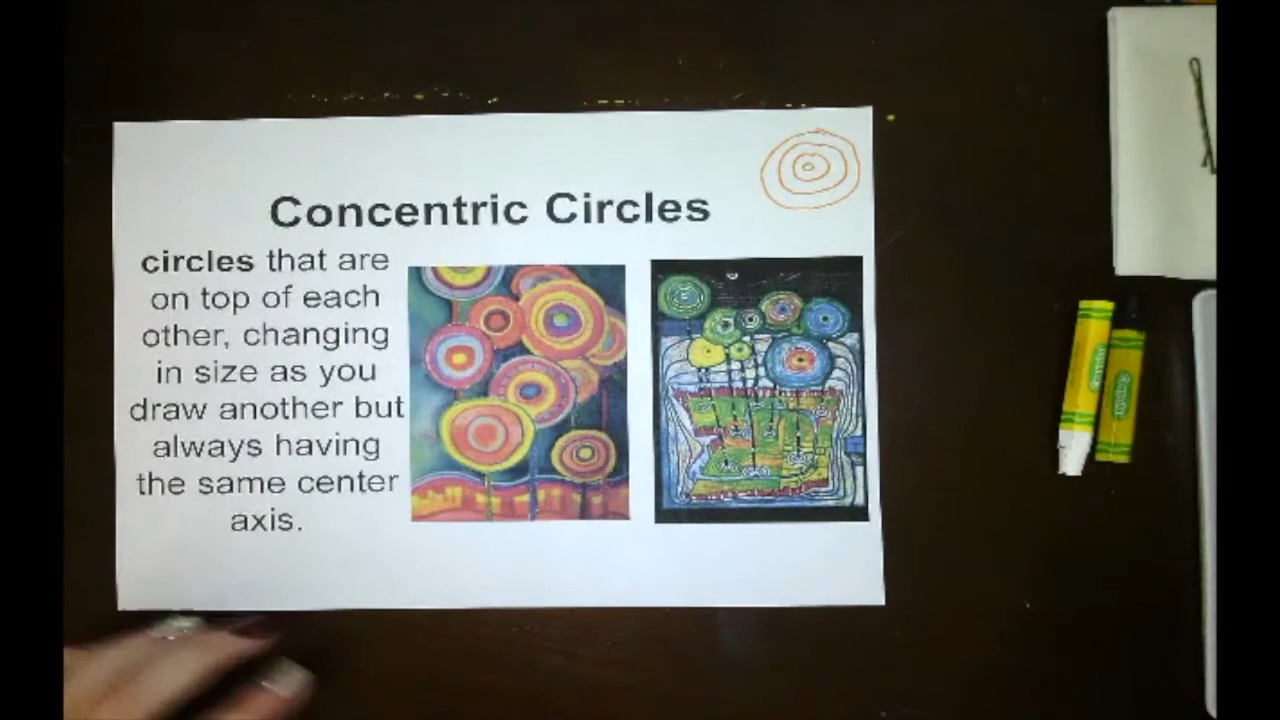 Concentric Circles
circles that are
on top of each
other, changing
in size as you
draw another but
always having
the same center
axis.